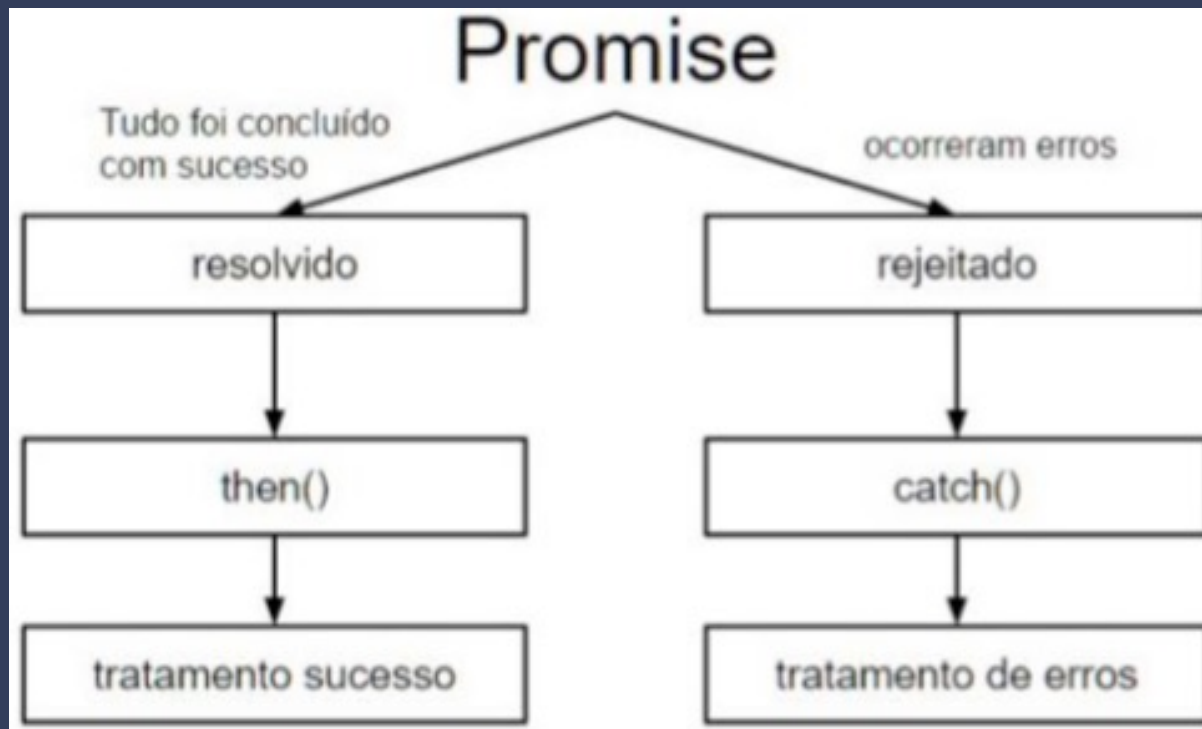 Promise
Tudo foi concluído
com sucesso
ocorreram erros
resolvido
rejeitado
then()
catch()
tratamento sucesso
tratamento de erros